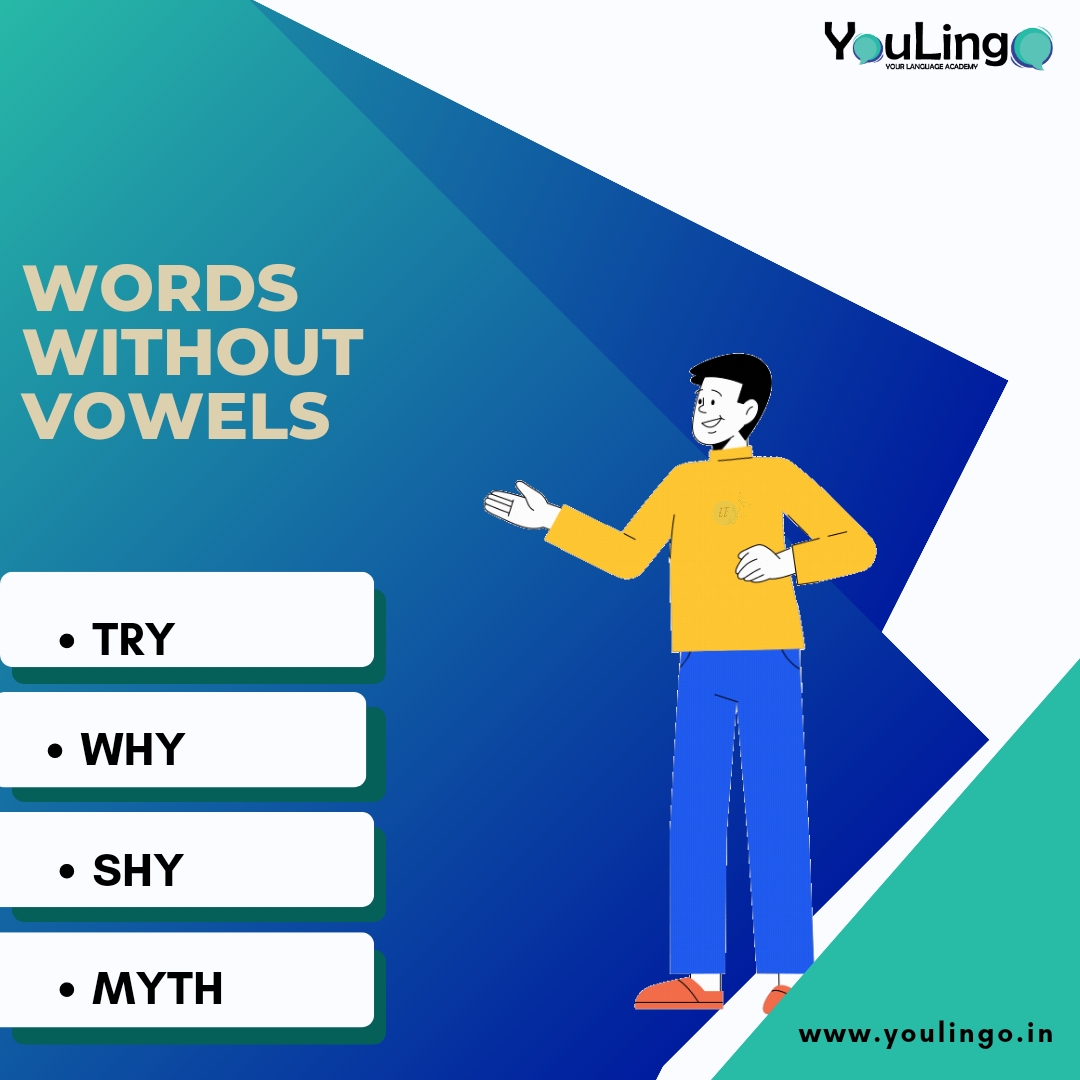 YouLingo
YOUR LANGUAGE ACADEMY
WORDS
WITHOUT
VOWELS
• TRY
• WHY
• SHY
• MYTH
www.youlingo.in